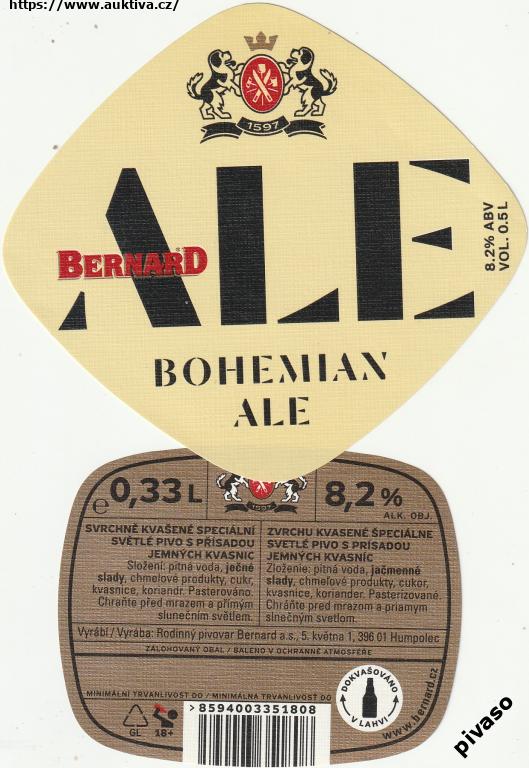 https://www.auktiva.cz/
1597
ALE
BERNARD
8.2% ABV
VOL. 0.5 L
BOHEMIAN
ALE
e 0,33 L
8,2 %
ALK. OBJ.
SVRCHNĚ KVAŠENÉ SPECIÁLNÍ
SVĚTLÉ PIVO S PŘÍSADOU
JEMNÝCH KVASNIC
Složení: pitná voda, ječné
slady, chmelové produkty, cukr,
kvasnice, koriandr. Pasterováno.
Chraňte před mrazem a přímým
slunečním světlem.
ZVRCHU KVASENÉ ŠPECIÁLNE
SVETLÉ PIVO S PRÍSADOU
JEMNÝCH KVASNÍC
Zloženie: pitná voda, jačmenné
slady, chmeľové produkty, cukor,
kvasnice, koriander. Pasterizované.
Chráňte pred mrazom a priamym
slnečným svetlom.
Vyrábí / Vyrába: Rodinný pivovar Bernard a.s., 5. května 1, 396 01 Humpolec
ZÁLOHOVANÝ OBAL / BALENO V OCHRANNÉ ATMOSFÉŘE
MINIMÁLNÍ TRVANLIVOST DO / MINIMÁLNA TRVANLIVOSŤ DO
DOKVAŠOVÁNO
V LAHVI
GL
18+
>8594003351808
www.bernard.cz
pivaso